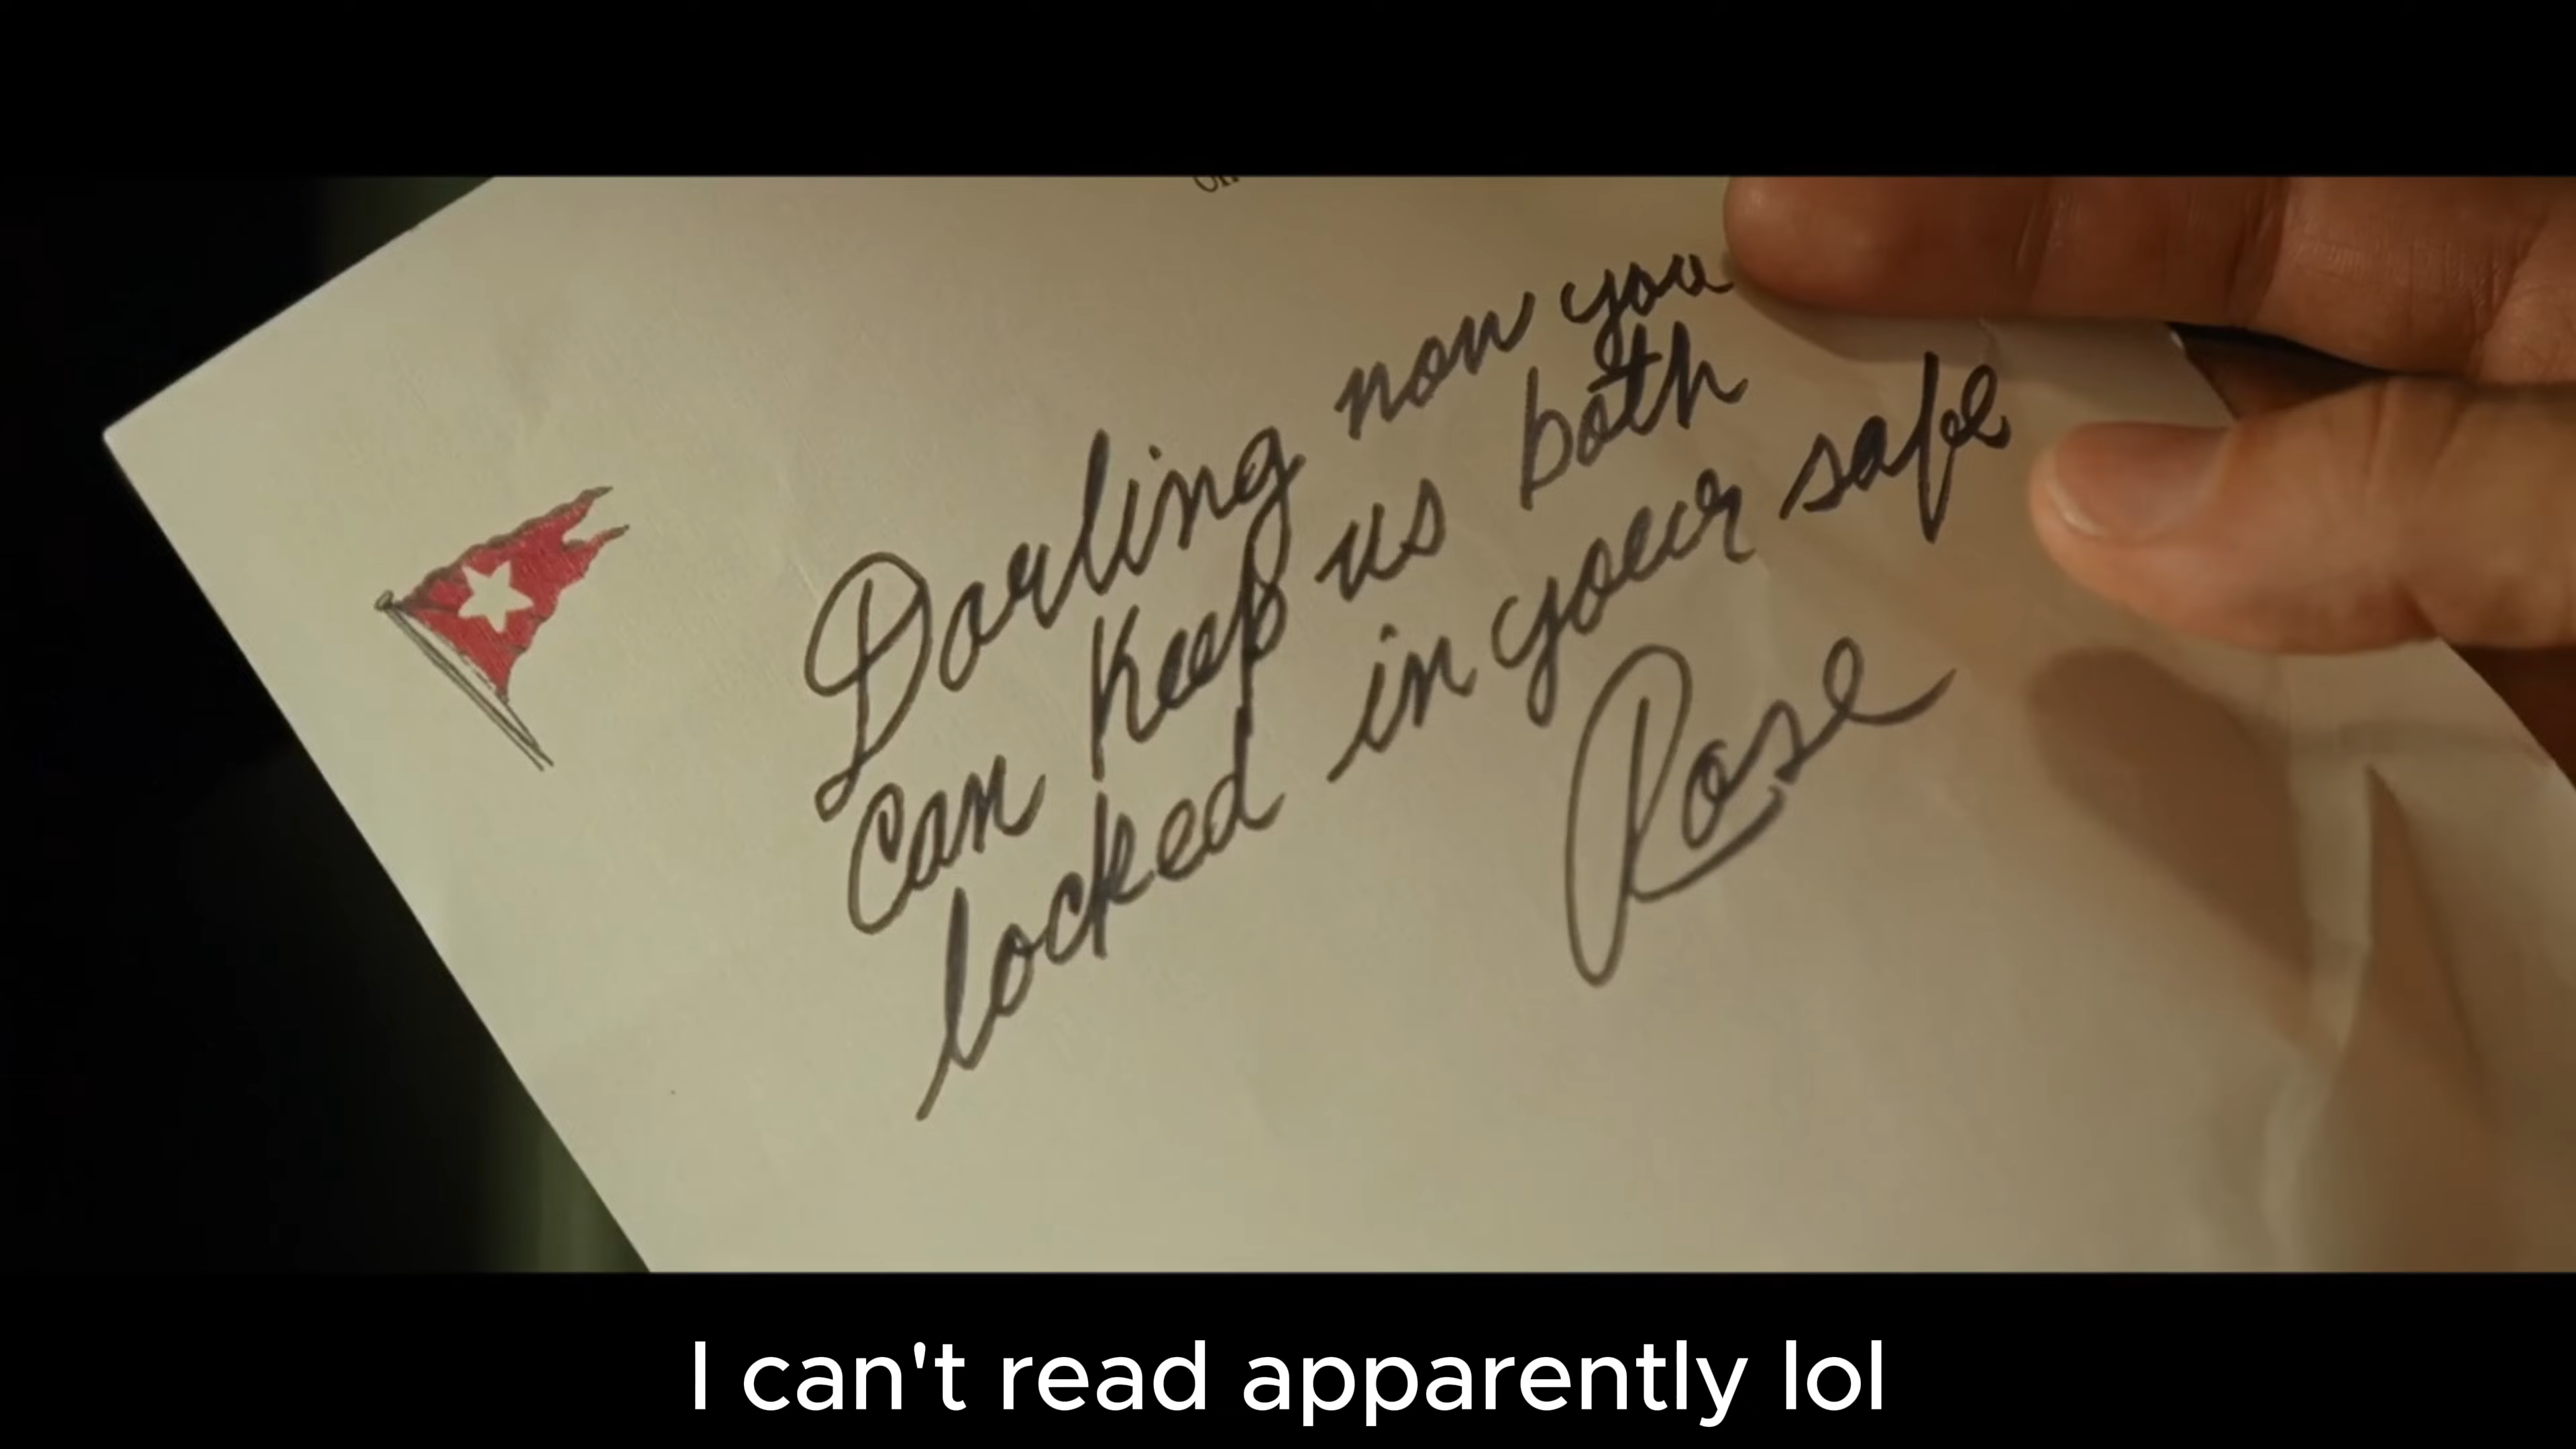 Darling now you
can keep us both
locked in your safe
Rose
I can't read apparently lol